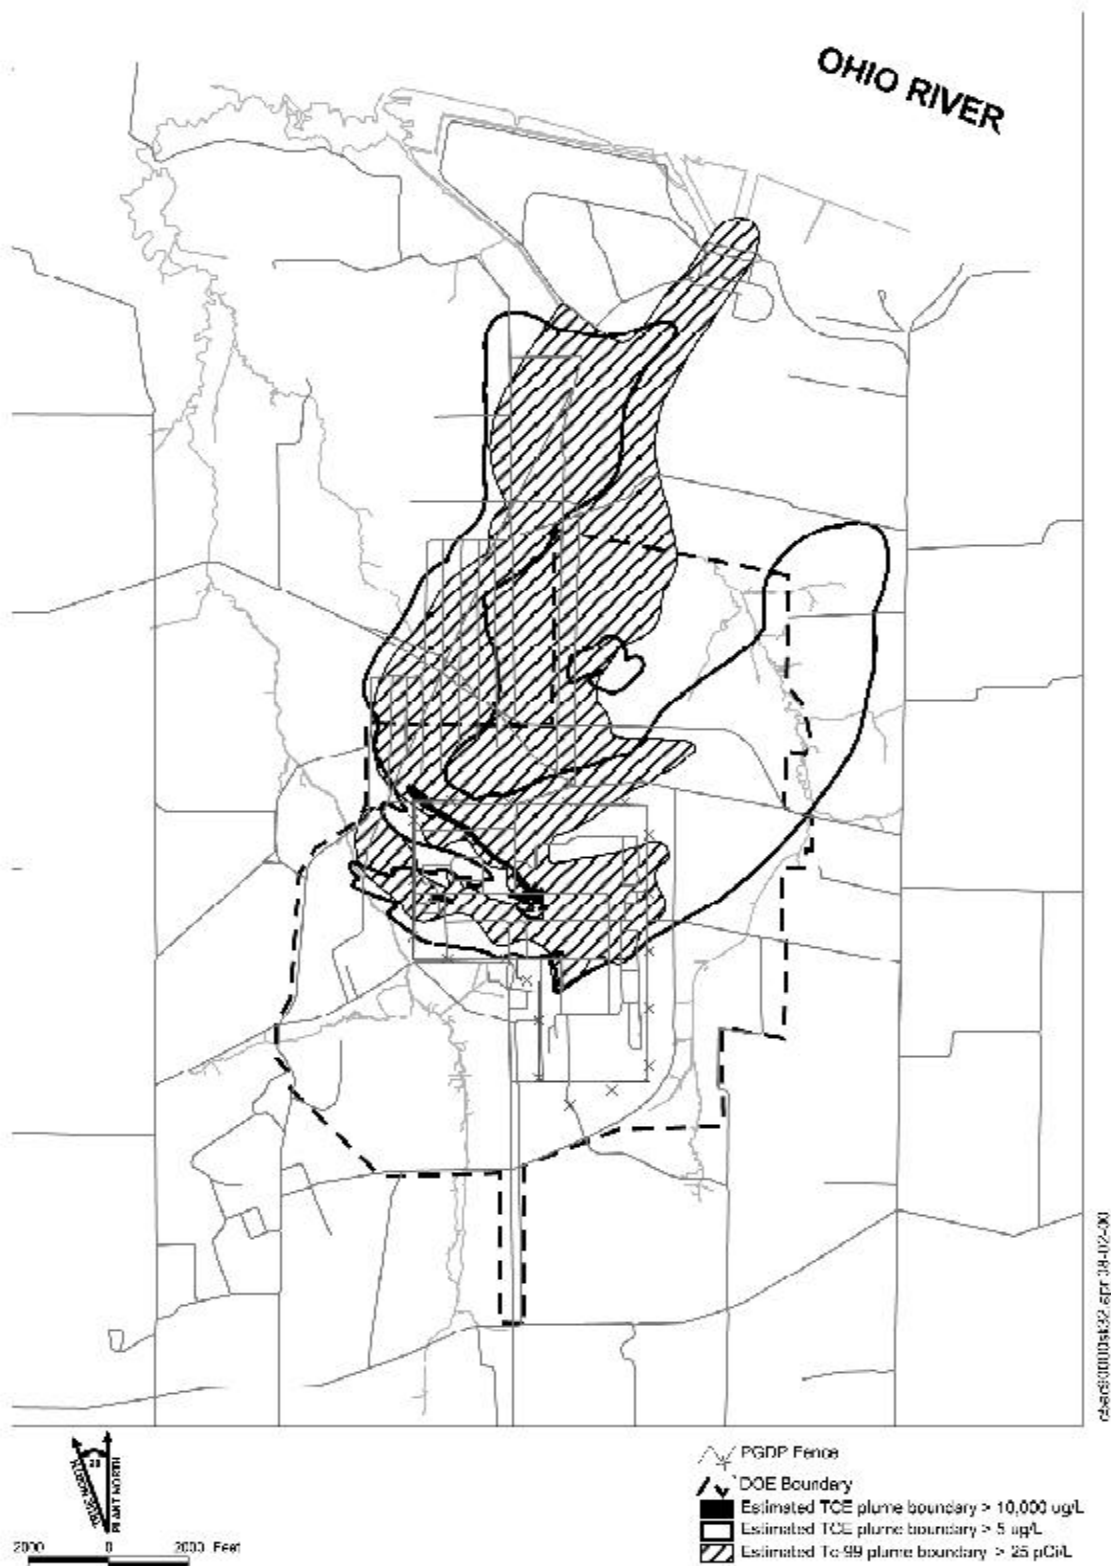 OHIO RIVER
PLANT NORTH
2000 0 2000 Feet
PGDP Fence
DOE Boundary
Estimated TCE plume boundary > 10,000 ug/L
Estimated TCE plume boundary > 5 ug/L
Estimated Tc-99 plume boundary > 25 pCi/L